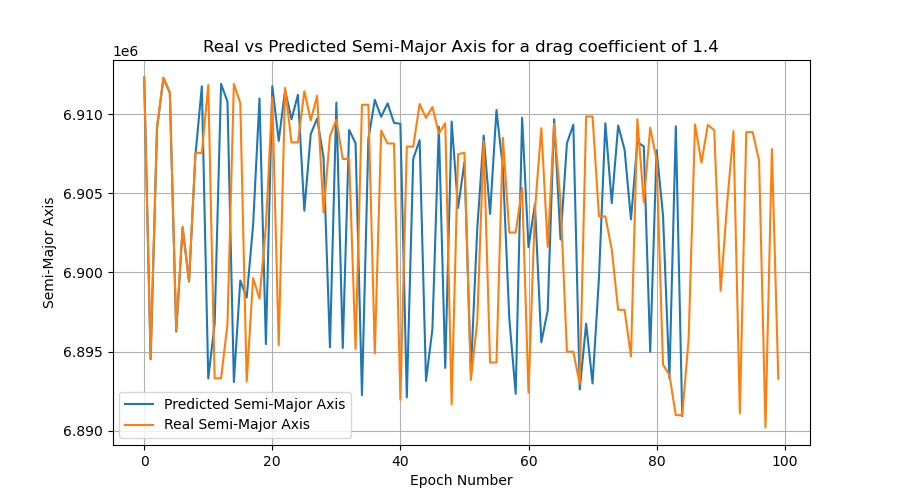 Real vs Predicted Semi-Major Axis for a drag coefficient of 1.4
1e6
6.910
6.905
6.900
6.895
6.890
Semi-Major Axis
Predicted Semi-Major Axis
Real Semi-Major Axis
0 20 40 60 80 100
Epoch Number